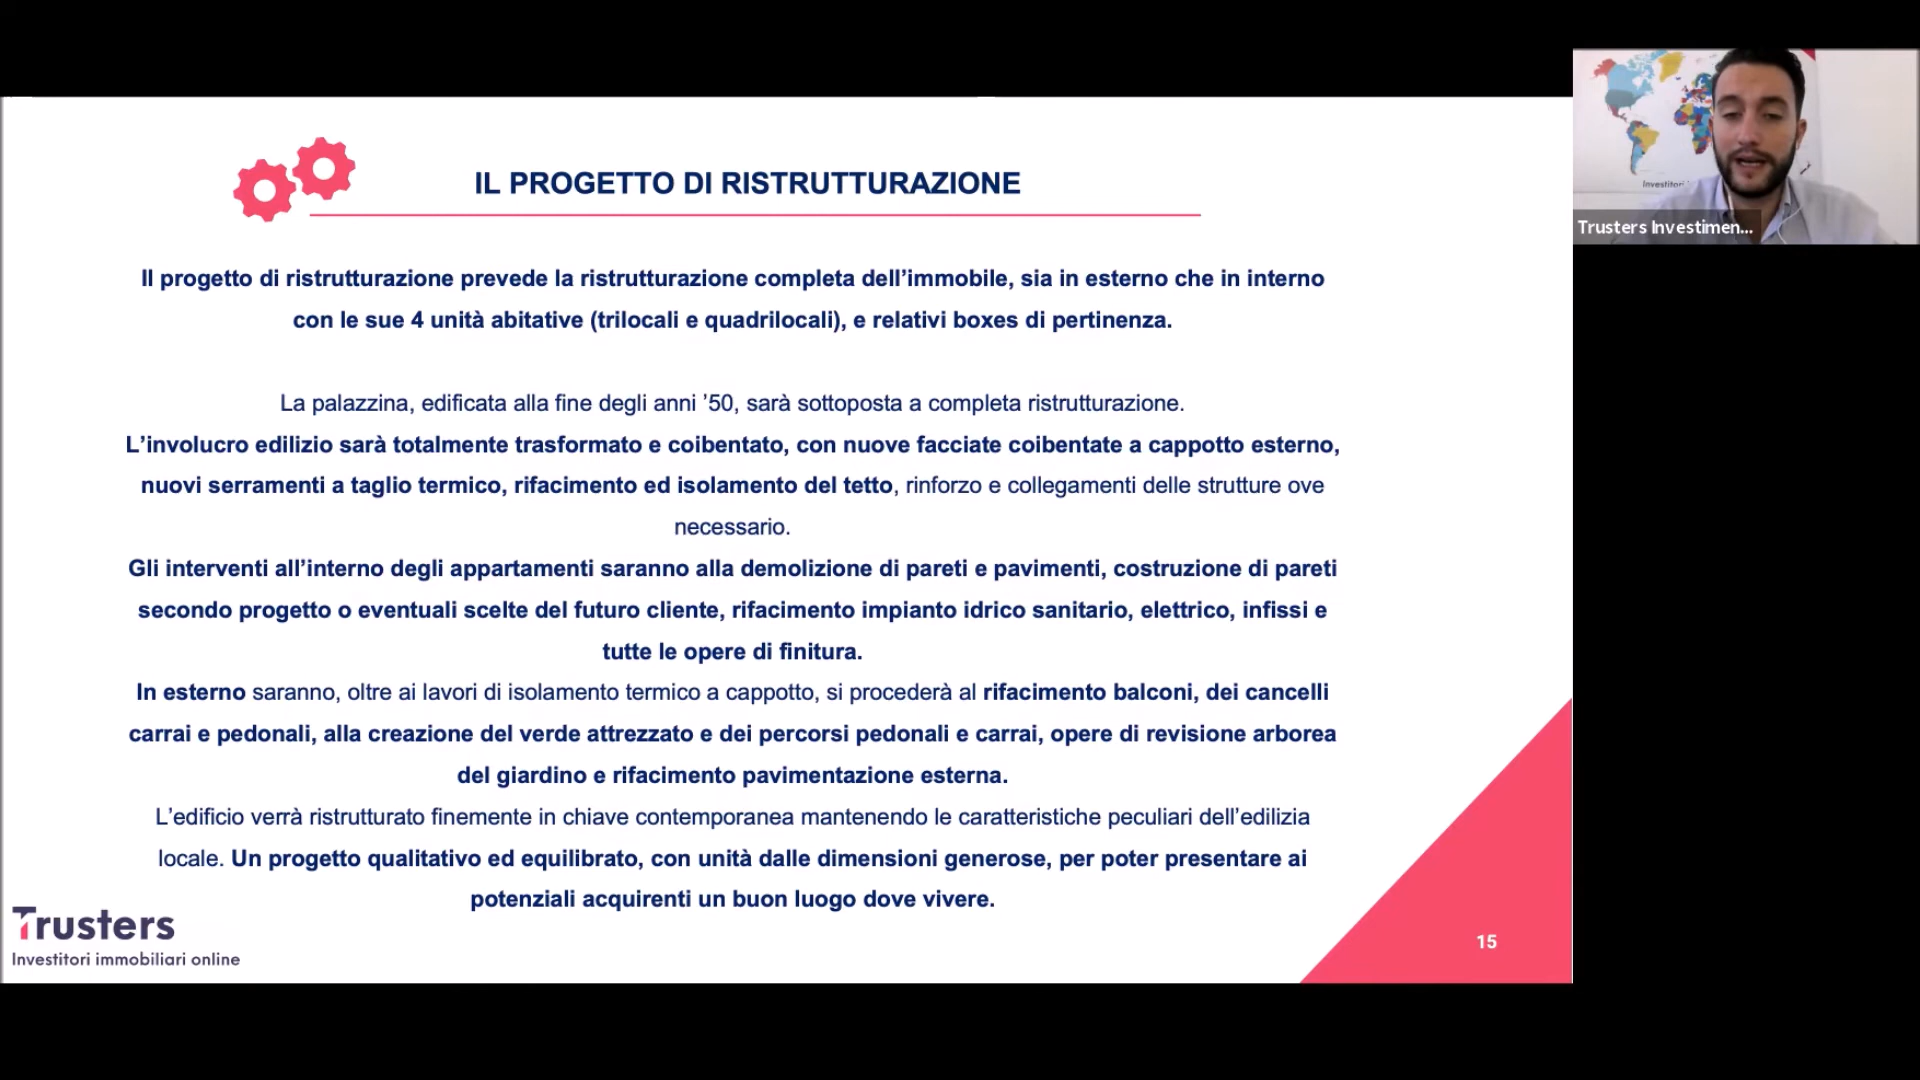 IL PROGETTO DI RISTRUTTURAZIONE
Il progetto di ristrutturazione prevede la ristrutturazione completa dell’immobile, sia in esterno che in interno
con le sue 4 unità abitative (trilocali e quadrilocali), e relativi boxes di pertinenza.
La palazzina, edificata alla fine degli anni ’50, sarà sottoposta a completa ristrutturazione.
L’involucro edilizio sarà totalmente trasformato e coibentato, con nuove facciate coibentate a cappotto esterno,
nuovi serramenti a taglio termico, rifacimento ed isolamento del tetto, rinforzo e collegamenti delle strutture ove
necessario.
Gli interventi all’interno degli appartamenti saranno alla demolizione di pareti e pavimenti, costruzione di pareti
secondo progetto o eventuali scelte del futuro cliente, rifacimento impianto idrico sanitario, elettrico, infissi e
tutte le opere di finitura.
In esterno saranno, oltre ai lavori di isolamento termico a cappotto, si procederà al rifacimento balconi, dei cancelli
carrai e pedonali, alla creazione del verde attrezzato e dei percorsi pedonali e carrai, opere di revisione arborea
del giardino e rifacimento pavimentazione esterna.
L’edificio verrà ristrutturato finemente in chiave contemporanea mantenendo le caratteristiche peculiari dell’edilizia
locale. Un progetto qualitativo ed equilibrato, con unità dalle dimensioni generose, per poter presentare ai
potenziali acquirenti un buon luogo dove vivere.
Trusters
Investitori immobiliari online
15
Investitori
Trusters Investimen...